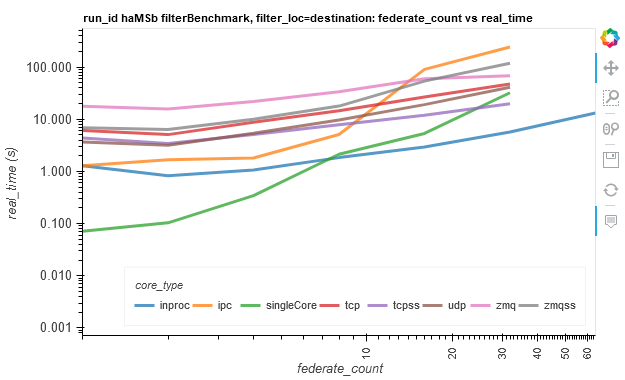 run_id haMSb filterBenchmark, filter_loc=destination: federate_count vs real_time
100.000
10.000
1.000
0.100
0.010
0.001
real_time (s)
core_type
inproc ipc singleCore tcp tcpss udp zmq zmqss
10 20 30 40 50 60
federate_count